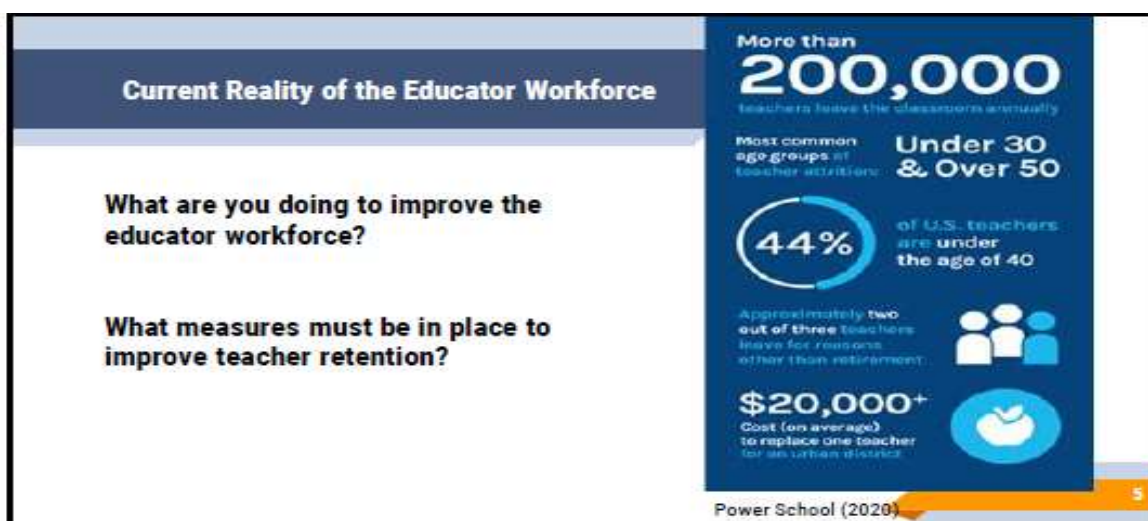 Current Reality of the Educator Workforce
What are you doing to improve the
educator workforce?
What measures must be in place to
improve teacher retention?
More than
200,000
teachers leave the classroom annually
Most common
age groups of
teacher attrition:
Under 30
& Over 50
44%
of U.S. teachers
are under
the age of 40
Approximately two
out of three teachers
leave for reasons
other than retirement
$20,000+
Cost (on average)
to replace one teacher
for an urban district
Power School (2020)
5